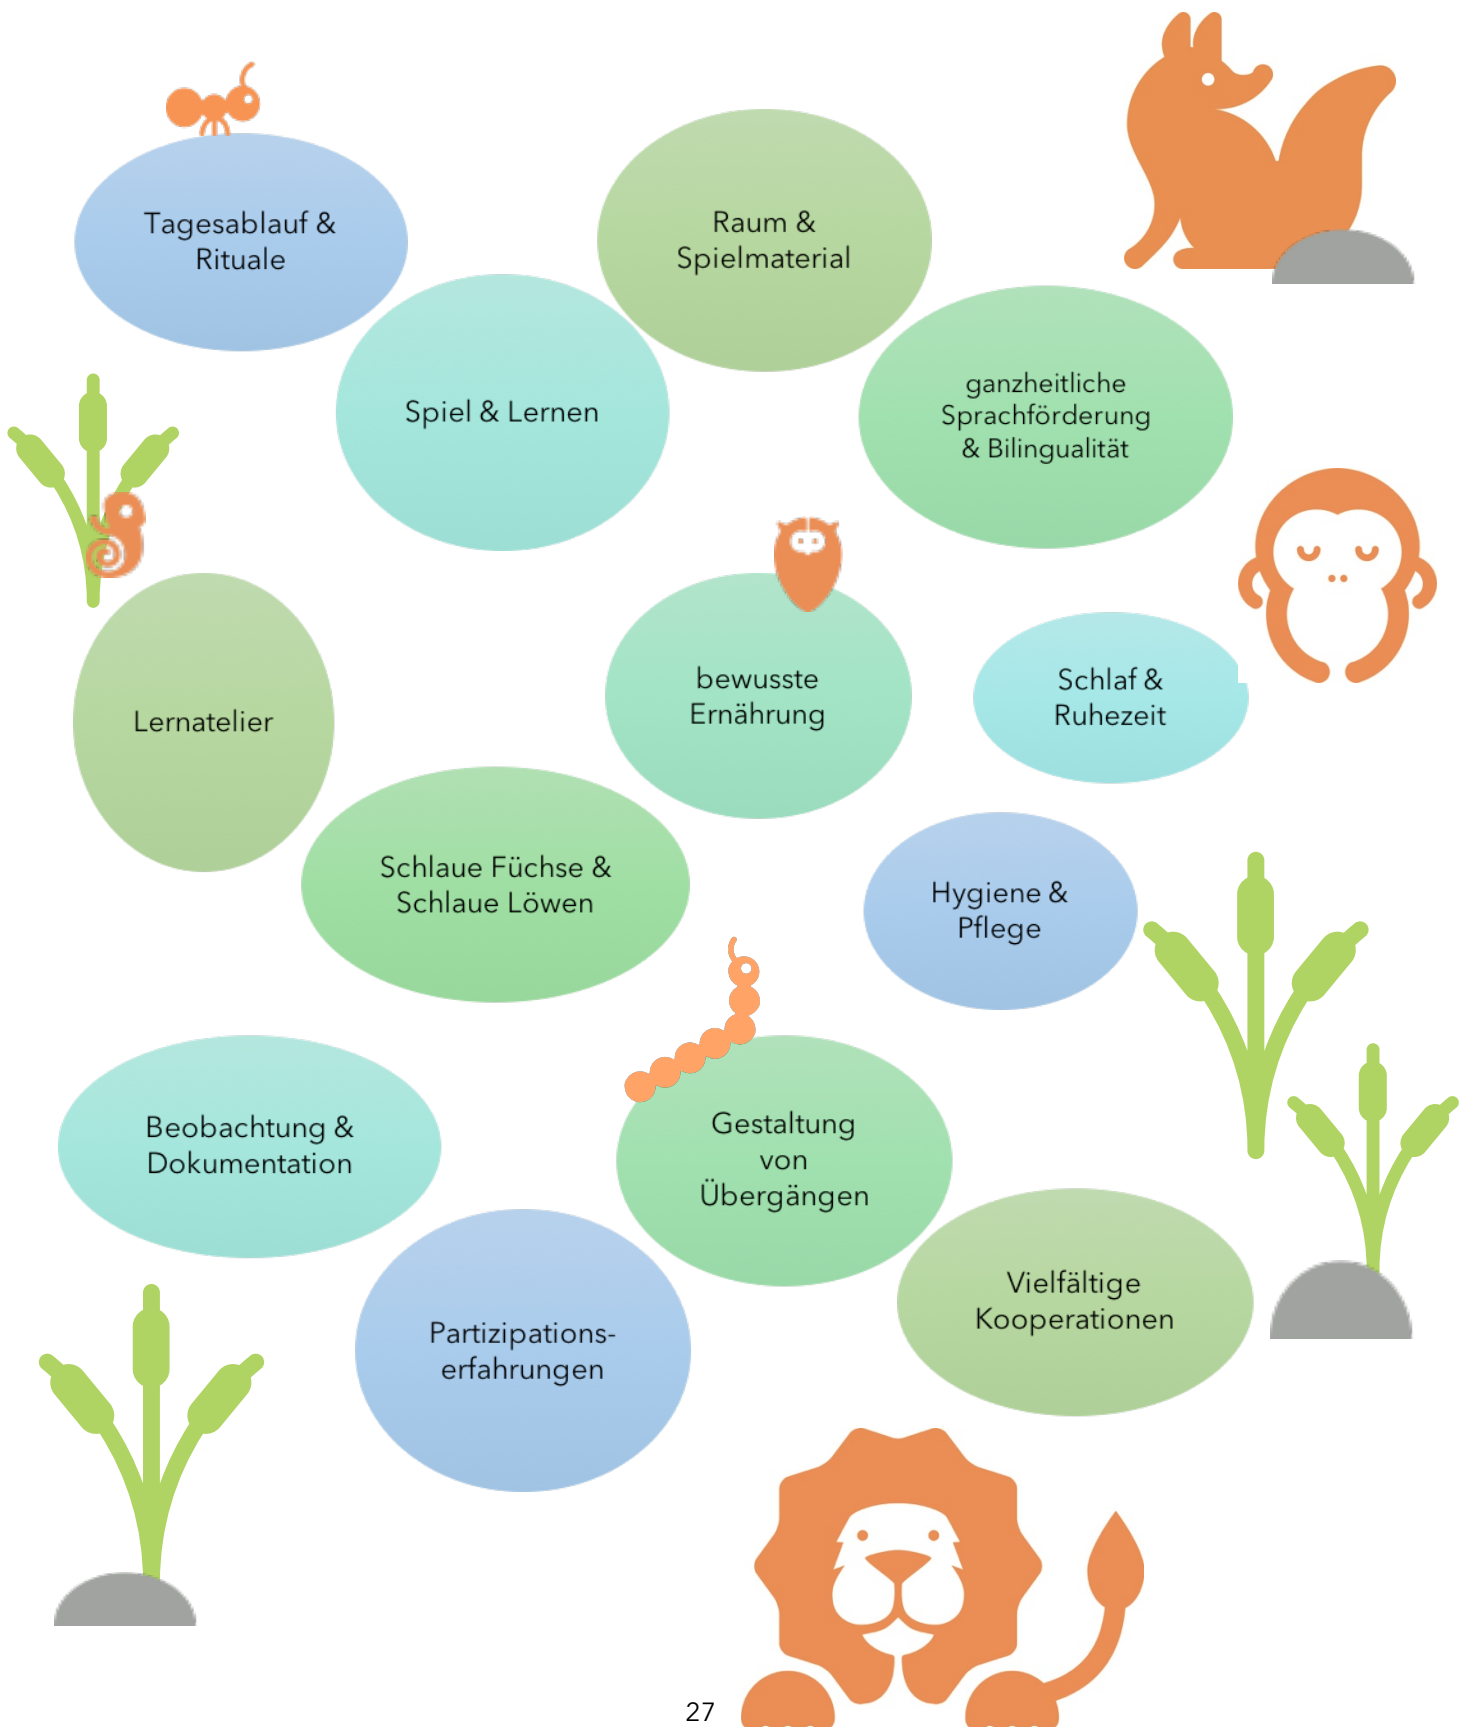 Tagesablauf &
Rituale
Raum &
Spielmaterial
Spiel & Lernen
ganzheitliche
Sprachförderung
& Bilingualität
Lernatelier
bewusste
Ernährung
Schlaf &
Ruhezeit
Schlaue Füchse &
Schlaue Löwen
Hygiene &
Pflege
Beobachtung &
Dokumentation
Gestaltung
von
Übergängen
Partizipations-
erfahrungen
Vielfältige
Kooperationen
27